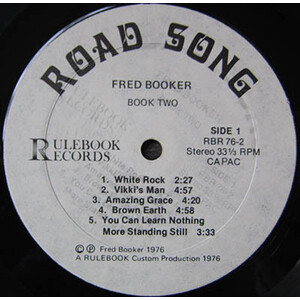 ROAD SONG
FRED BOOKER
BOOK TWO
RULEBOOK
RECORDS
SIDE 1
RBR 76-2
Stereo 33⅓ RPM
CAPAC
1. White Rock 2:27
2. Vikki's Man 4:57
3. Amazing Grace 4:52
4. Brown Earth 4:58
5. You Can Learn Nothing
More Standing Still 3:33
© ℗ Fred Booker 1976
A RULEBOOK Custom Production 1976